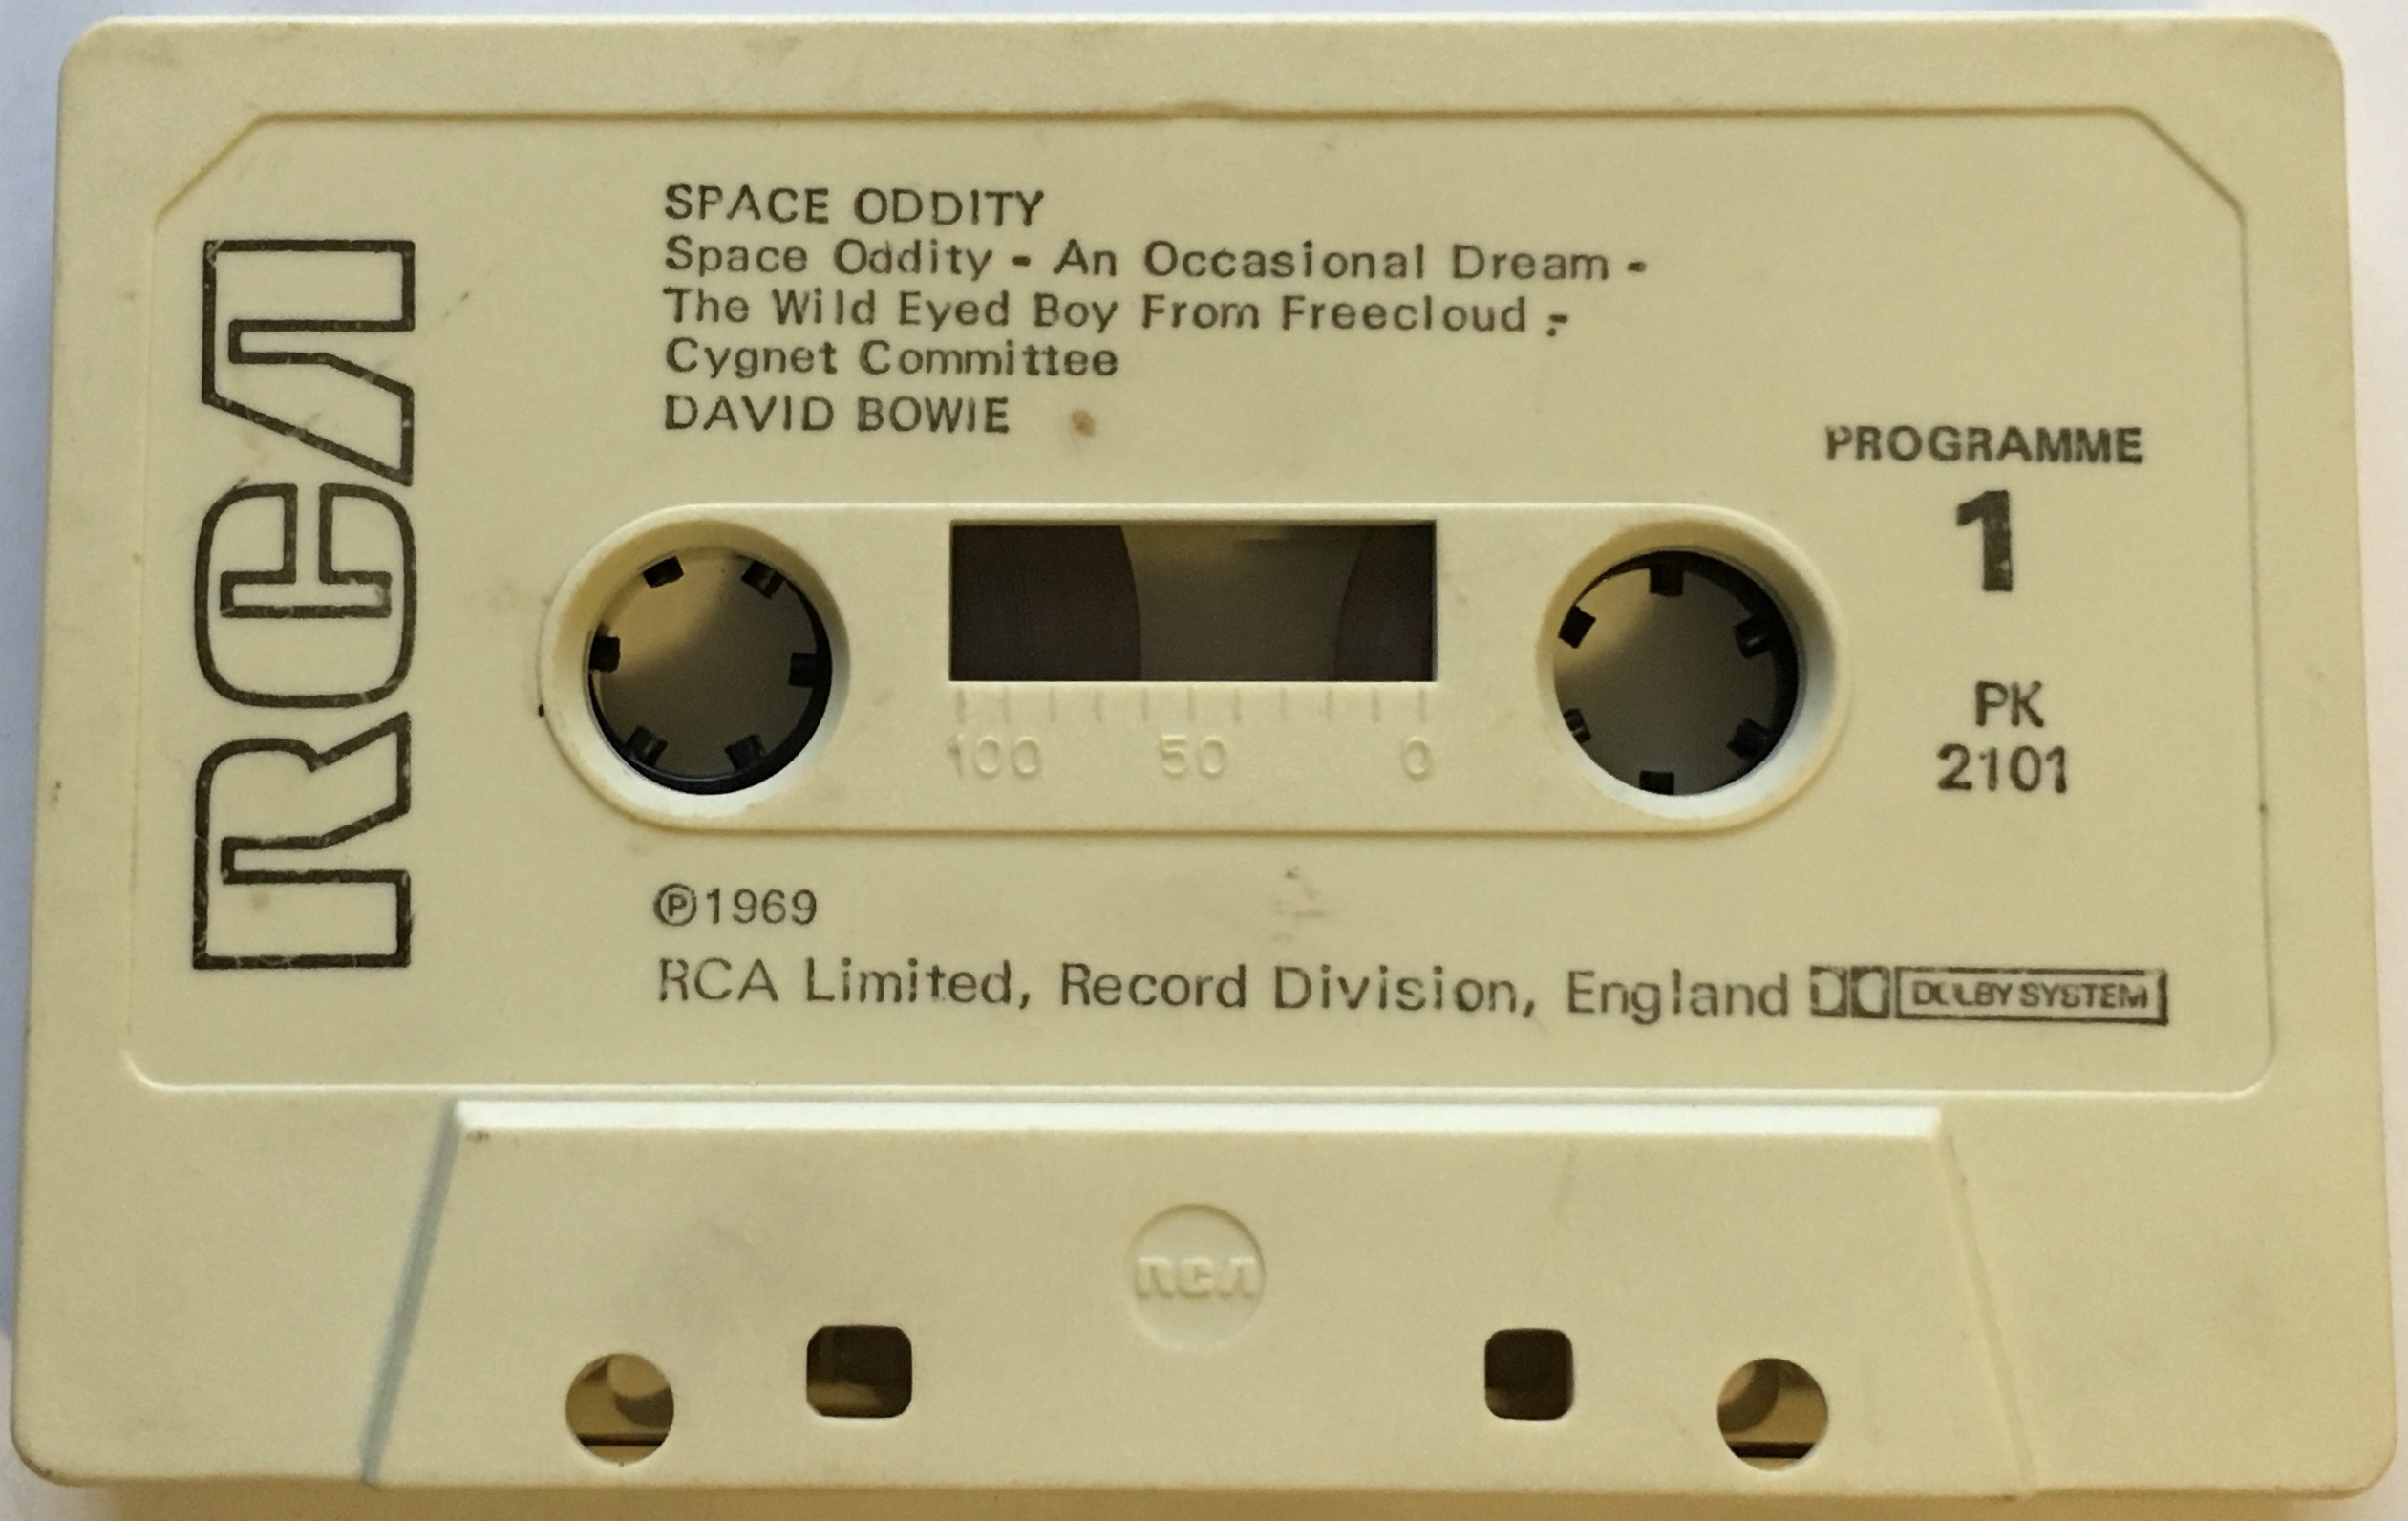 RCA
SPACE ODDITY
Space Oddity - An Occasional Dream -
The Wild Eyed Boy From Freecloud -
Cygnet Committee
DAVID BOWIE
PROGRAMME
1
PK
2101
100 50 0
℗1969
RCA Limited, Record Division, England DOLBY SYSTEM
RCA